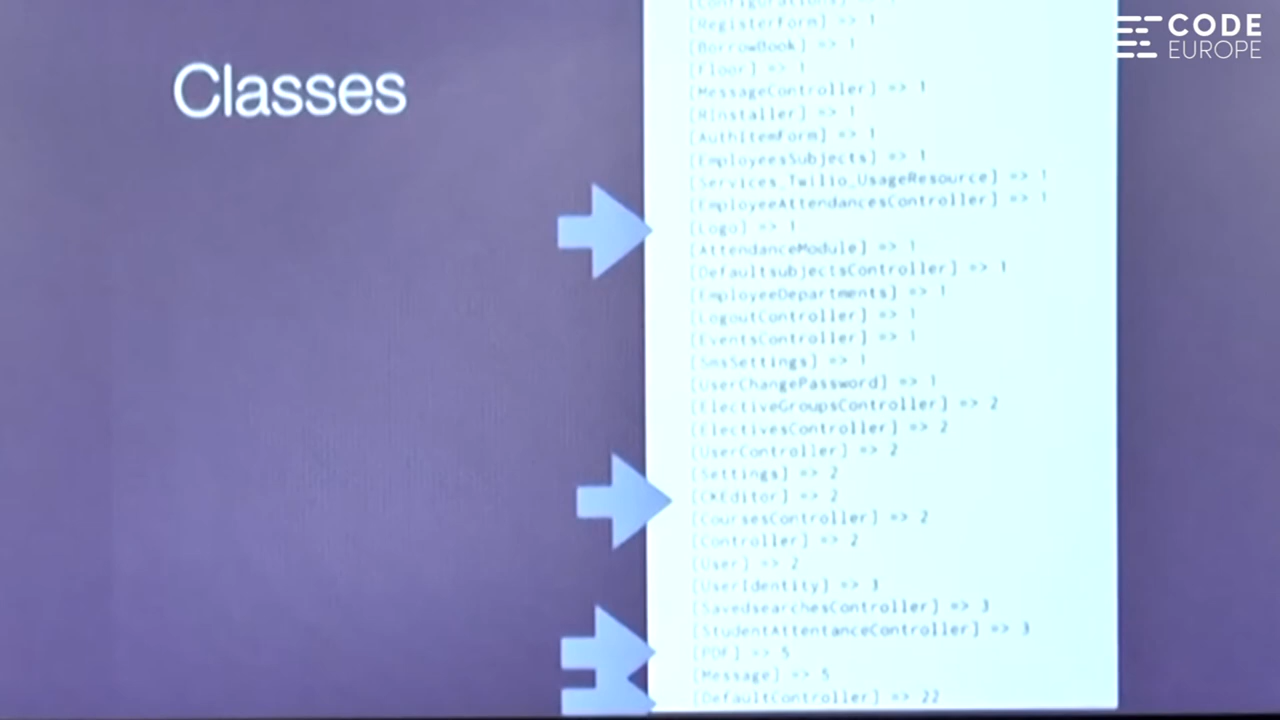 CODE
EUROPE
Classes
[Configurations]
[RegisterForm] => 1
[BorrowBook] => 1
[Floor] => 1
[MessageController] => 1
[RInstaller] => 1
[AuthItemForm] => 1
[EmployeesSubjects] => 1
[Services_Twilio_UsageResource] => 1
[EmployeeAttendancesController] => 1
[Logo] => 1
[AttendanceModule] => 1
[DefaultsubjectsController] => 1
[EmployeeDepartments] => 1
[LogoutController] => 1
[EventsController] => 1
[SmsSettings] => 1
[UserChangePassword] => 1
[ElectiveGroupsController] => 2
[ElectivesController] => 2
[UserController] => 2
[Settings] => 2
[CKEditor] => 2
[CoursesController] => 2
[Controller] => 2
[User] => 2
[UserIdentity] => 3
[SavedsearchesController] => 3
[StudentAttentanceController] => 3
[PDF] => 5
[Message] => 5
[DefaultController] => 22